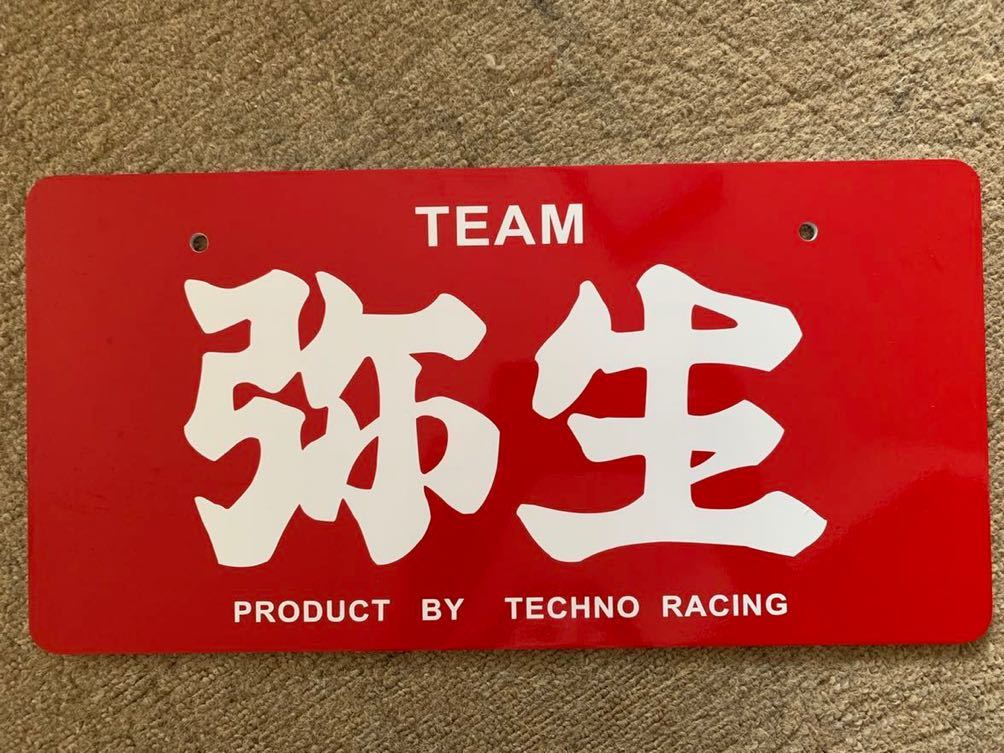 TEAM
弥生
PRODUCT BY TECHNO RACING